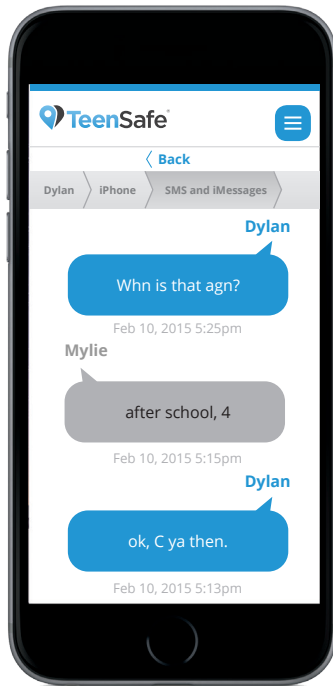 TeenSafe®
Back
Dylan iPhone SMS and iMessages
Dylan
Whn is that agn?
Feb 10, 2015 5:25pm
Mylie
after school, 4
Feb 10, 2015 5:15pm
Dylan
ok, C ya then.
Feb 10, 2015 5:13pm